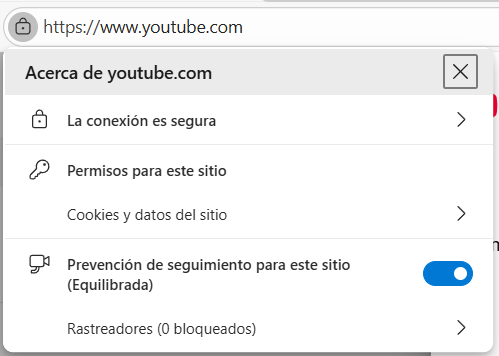 https://www.youtube.com
Acerca de youtube.com
La conexión es segura
Permisos para este sitio
Cookies y datos del sitio
Prevención de seguimiento para este sitio
(Equilibrada)
Rastreadores (0 bloqueados)